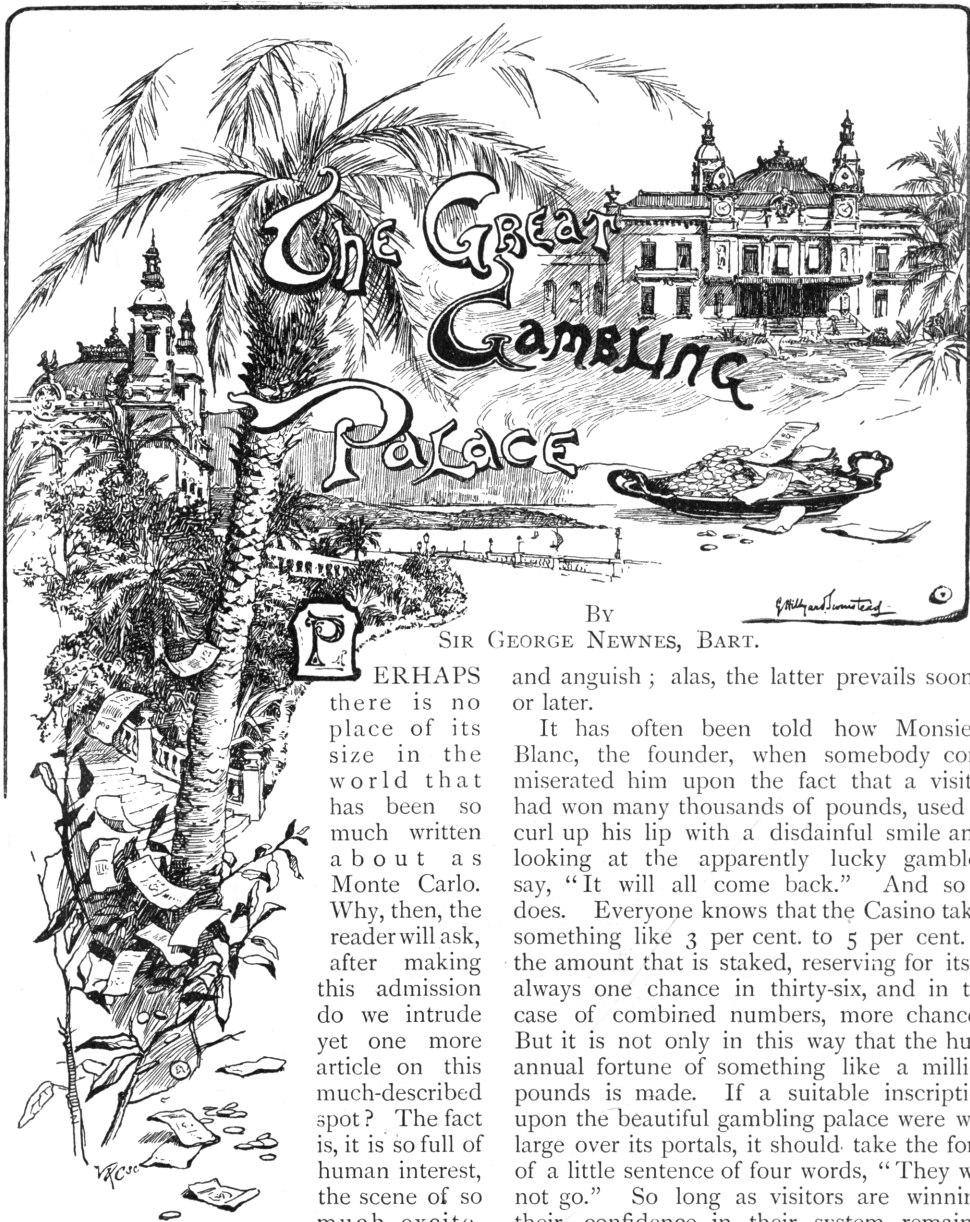 The Great
Gambling
Palace
By
Sir George Newnes, Bart.
PERHAPS
there is no
place of its
size in the
world that
has been so
much written
about as
Monte Carlo.
Why, then, the
reader will ask,
after making
this admission
do we intrude
yet one more
article on this
much-described
spot? The fact
is, it is so full of
human interest,
the scene of so
much excite-
and anguish; alas, the latter prevails soon
or later.
It has often been told how Monsie
Blanc, the founder, when somebody co
miserated him upon the fact that a visit
had won many thousands of pounds, used
curl up his lip with a disdainful smile an
looking at the apparently lucky gamble
say, “It will all come back.” And so
does. Everyone knows that the Casino tak
something like 3 per cent. to 5 per cent.
the amount that is staked, reserving for its
always one chance in thirty-six, and in t
case of combined numbers, more chance
But it is not only in this way that the hu
annual fortune of something like a milli
pounds is made. If a suitable inscripti
upon the beautiful gambling palace were w
large over its portals, it should take the for
of a little sentence of four words, “They w
not go.” So long as visitors are winnin
their confidence in their system remain